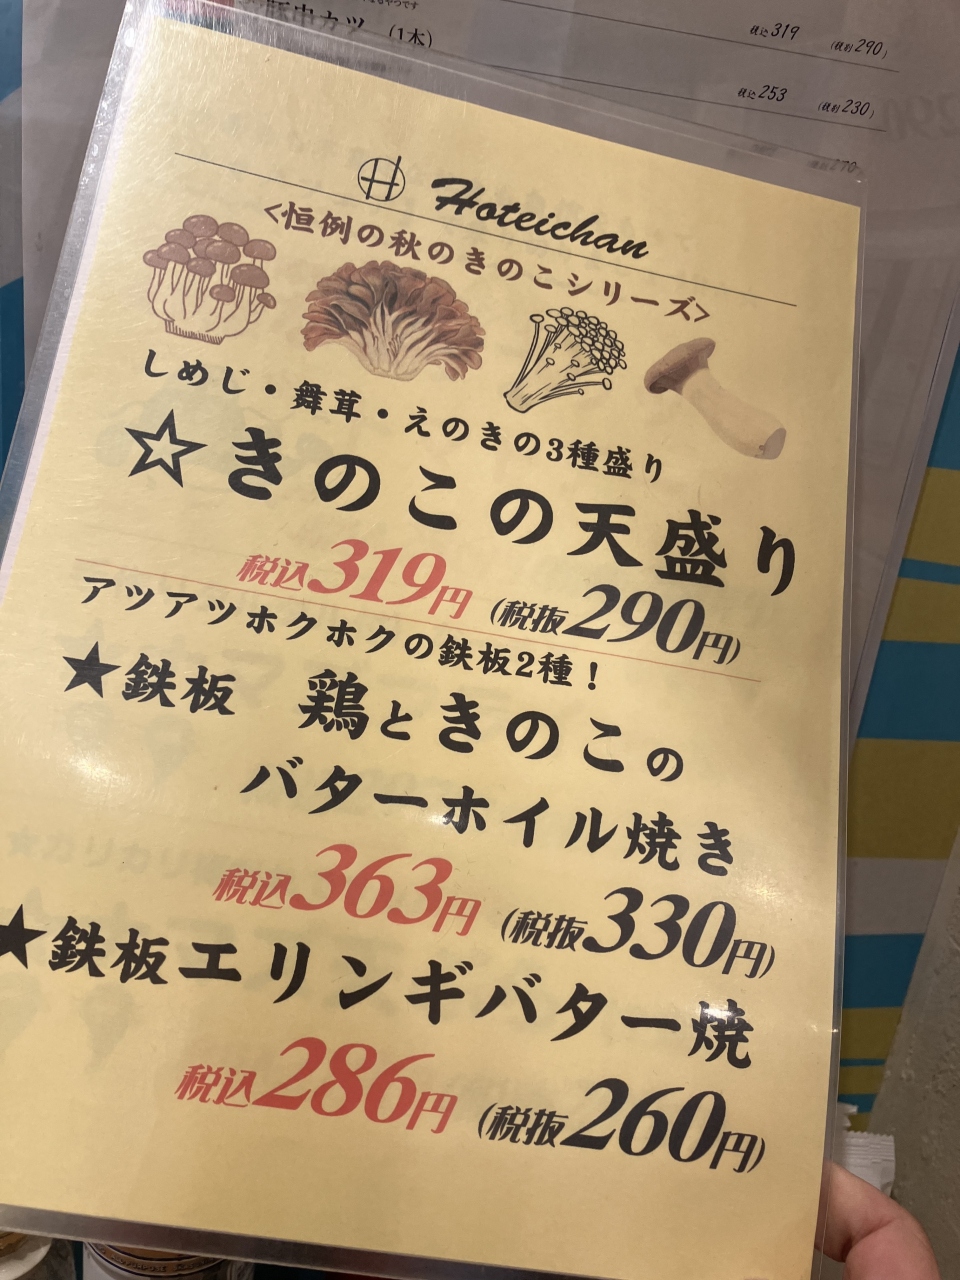 (1本)
税込319 (税別290)
税込253 (税別230)
Hoteichan
<恒例の秋のきのこシリーズ>
しめじ・舞茸・えのきの3種盛り
☆きのこの天盛り
税込319円 (税抜290円)
アツアツホクホクの鉄板2種!
★鉄板 鶏ときのこの
バターホイル焼き
税込363円 (税抜330円)
★鉄板エリンギバター焼
税込286円 (税抜260円)